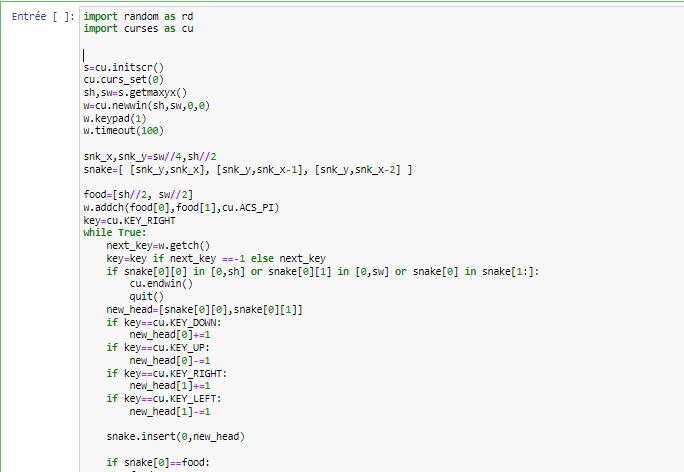 Entrée [ ]:
import random as rd
import curses as cu
s=cu.initscr()
cu.curs_set(0)
sh,sw=s.getmaxyx()
w=cu.newwin(sh,sw,0,0)
w.keypad(1)
w.timeout(100)
snk_x,snk_y=sw//4,sh//2
snake=[ [snk_y,snk_x], [snk_y,snk_x-1], [snk_y,snk_x-2] ]
food=[sh//2, sw//2]
w.addch(food[0],food[1],cu.ACS_PI)
key=cu.KEY_RIGHT
while True:
    next_key=w.getch()
    key=key if next_key ==-1 else next_key
    if snake[0][0] in [0,sh] or snake[0][1] in [0,sw] or snake[0] in snake[1:]:
        cu.endwin()
        quit()
    new_head=[snake[0][0],snake[0][1]]
    if key==cu.KEY_DOWN:
        new_head[0]+=1
    if key==cu.KEY_UP:
        new_head[0]-=1
    if key==cu.KEY_RIGHT:
        new_head[1]+=1
    if key==cu.KEY_LEFT:
        new_head[1]-=1
    snake.insert(0,new_head)
    if snake[0]==food: